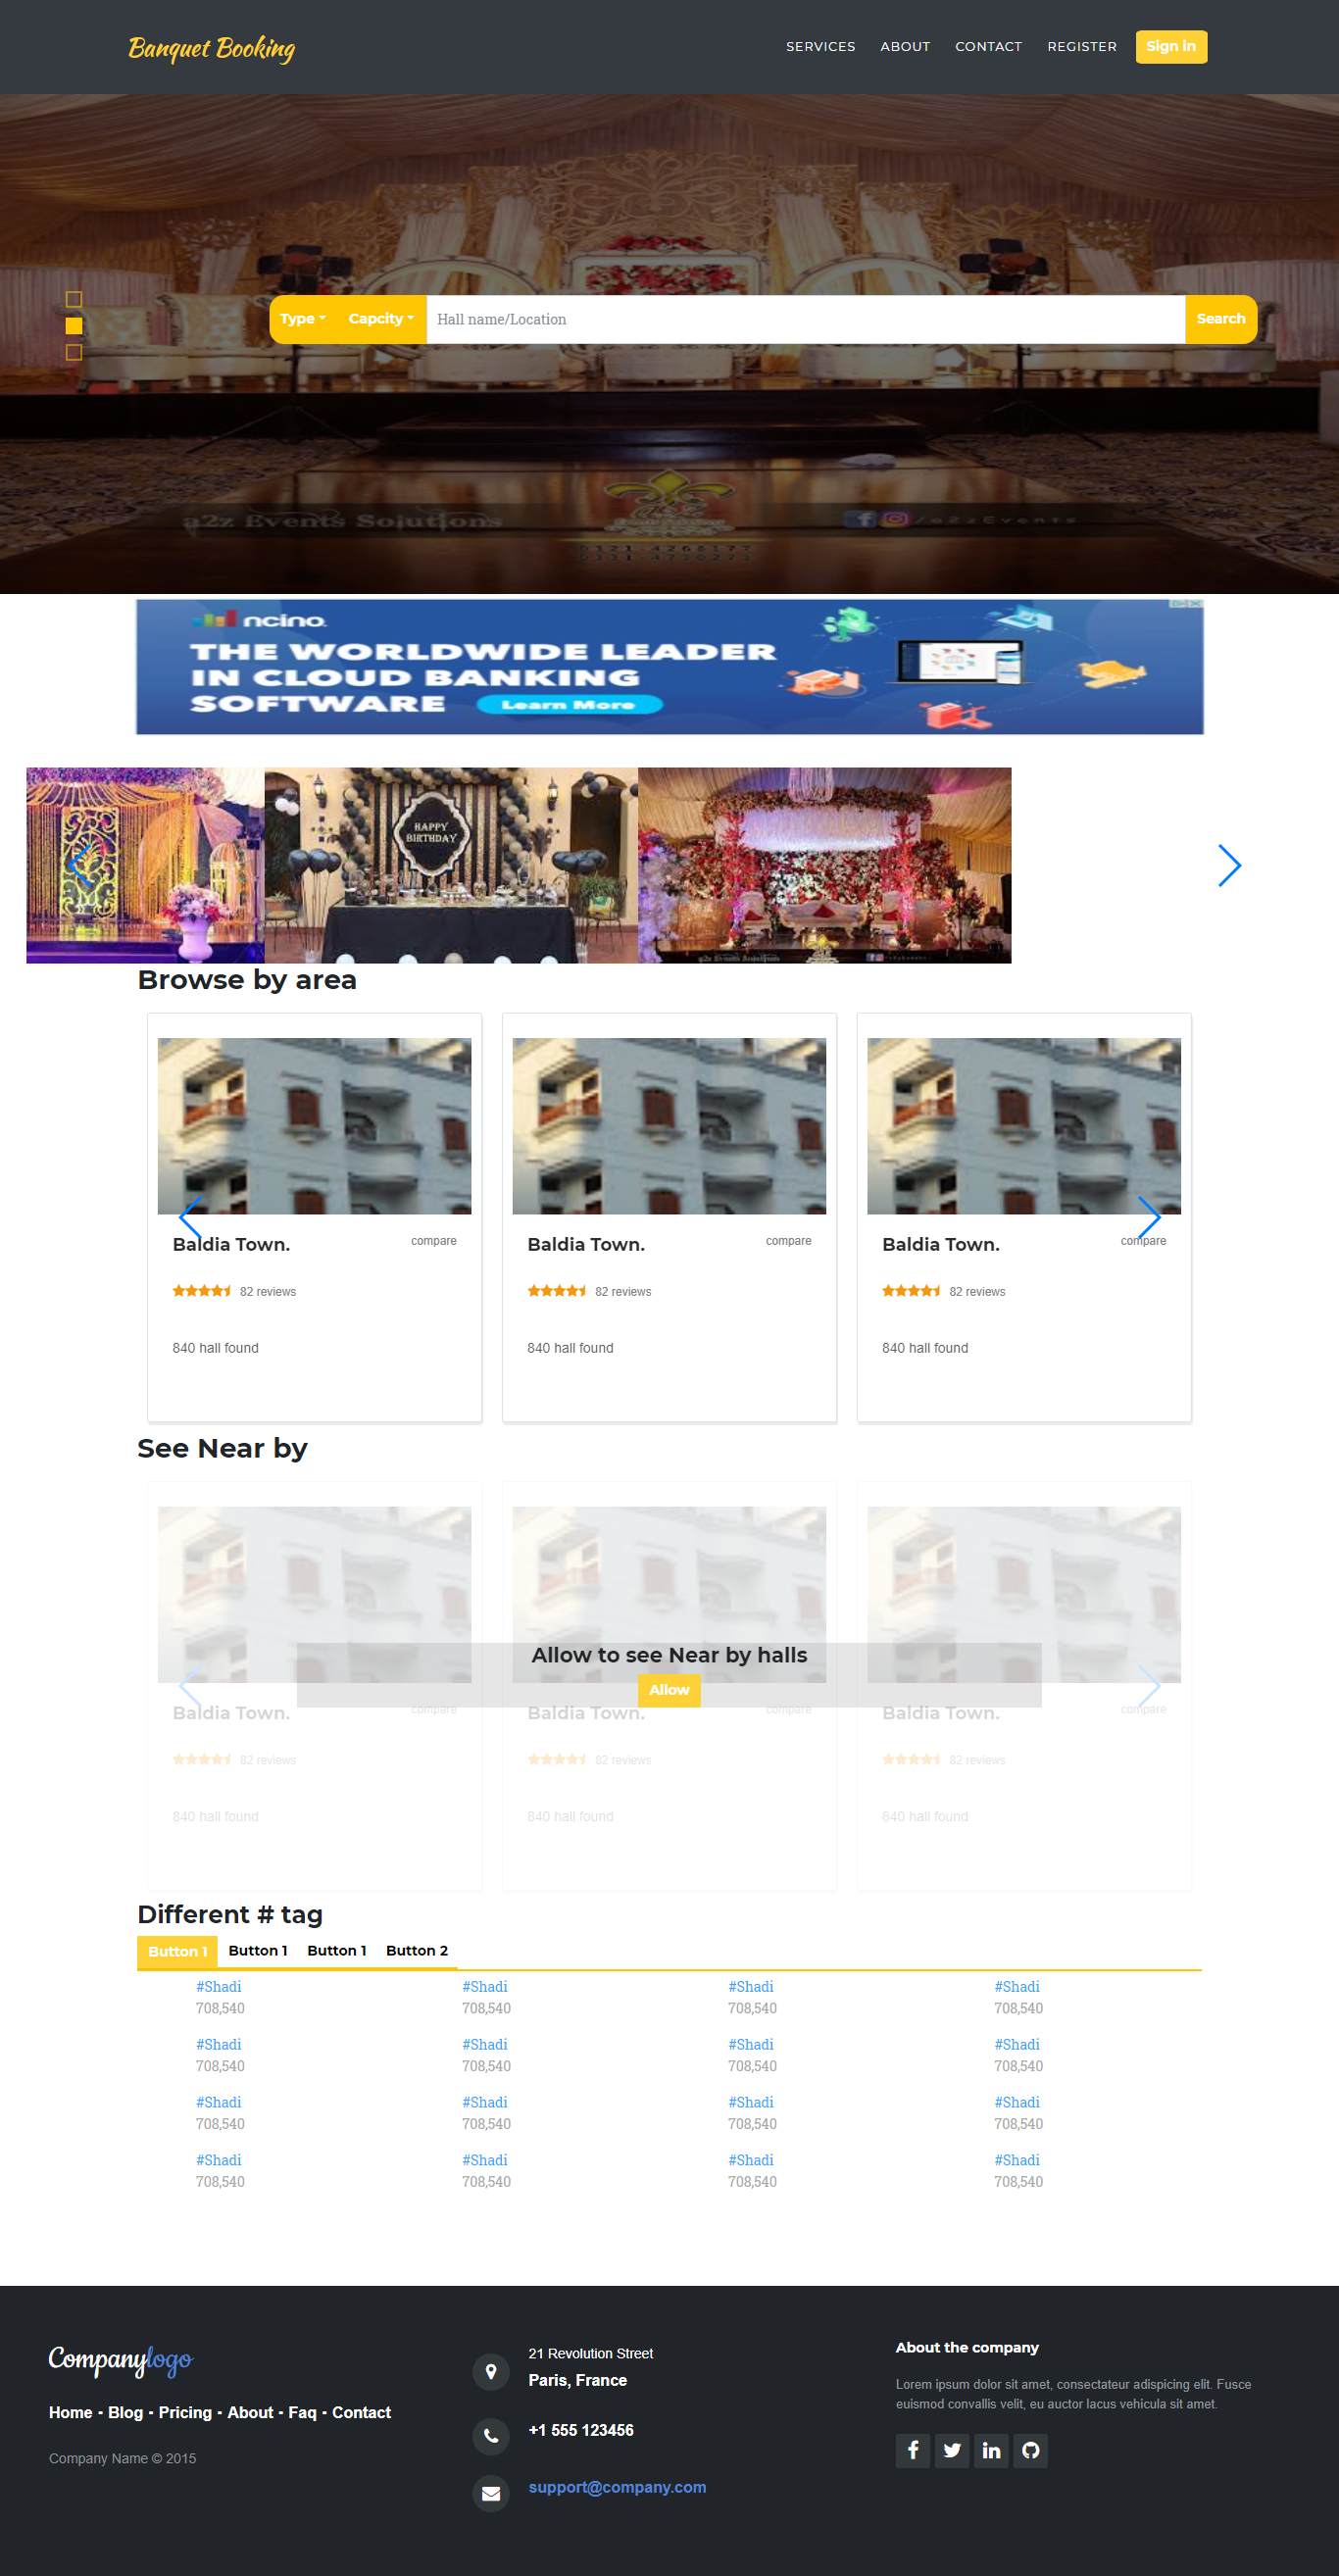 Banquet Booking
SERVICES
ABOUT
CONTACT
REGISTER
Sign in
Type
Capcity
Hall name/Location
Search
a2z Events Solutions
/a2zEvents
ncino.
THE WORLDWIDE LEADER
IN CLOUD BANKING
SOFTWARE
Learn More
HAPPY
BIRTHDAY
Browse by area
Baldia Town.
compare
82 reviews
840 hall found
Baldia Town.
compare
82 reviews
840 hall found
Baldia Town.
compare
82 reviews
840 hall found
See Near by
Allow to see Near by halls
Allow
Baldia Town.
compare
82 reviews
840 hall found
Baldia Town.
compare
82 reviews
840 hall found
Baldia Town.
compare
82 reviews
840 hall found
Different # tag
Button 1
Button 1
Button 1
Button 2
#Shadi
#Shadi
#Shadi
#Shadi
708,540
708,540
708,540
708,540
#Shadi
#Shadi
#Shadi
#Shadi
708,540
708,540
708,540
708,540
#Shadi
#Shadi
#Shadi
#Shadi
708,540
708,540
708,540
708,540
#Shadi
#Shadi
#Shadi
#Shadi
708,540
708,540
708,540
708,540
Companylogo
Home - Blog - Pricing - About - Faq - Contact
Company Name © 2015
21 Revolution Street
Paris, France
+1 555 123456
support@company.com
About the company
Lorem ipsum dolor sit amet, consectateur adispicing elit. Fusce
euismod convallis velit, eu auctor lacus vehicula sit amet.